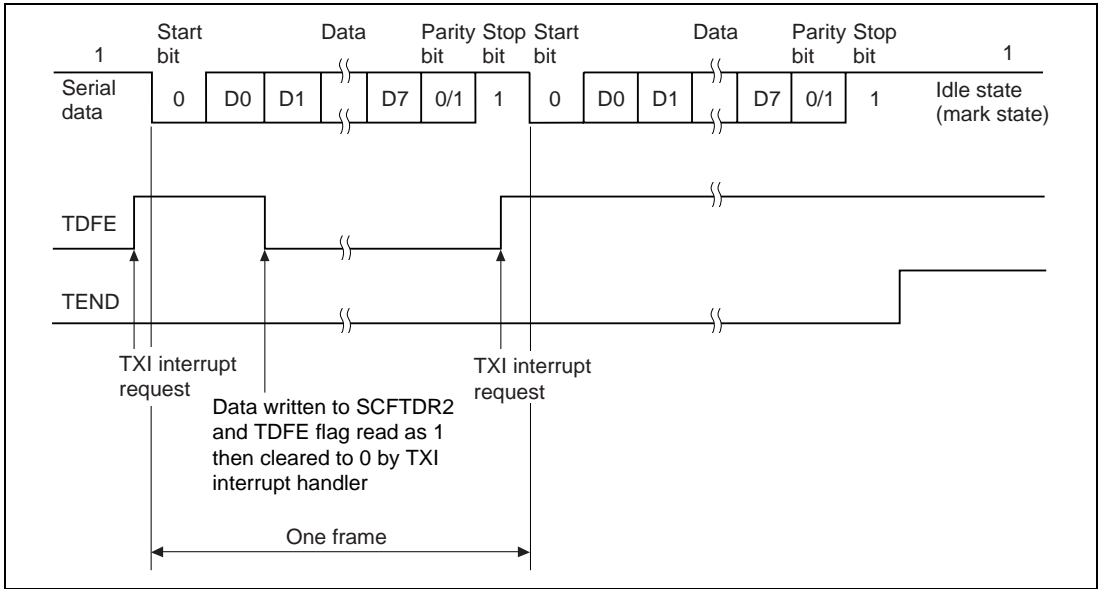 Start bit Data Parity bit Stop bit Start bit Data Parity bit Stop bit
1 1
Serial data 0 D0 D1 D7 0/1 1 0 D0 D1 D7 0/1 1 Idle state (mark state)
TDFE
TEND
TXI interrupt request
TXI interrupt request
Data written to SCFTDR2
and TDFE flag read as 1
then cleared to 0 by TXI
interrupt handler
One frame